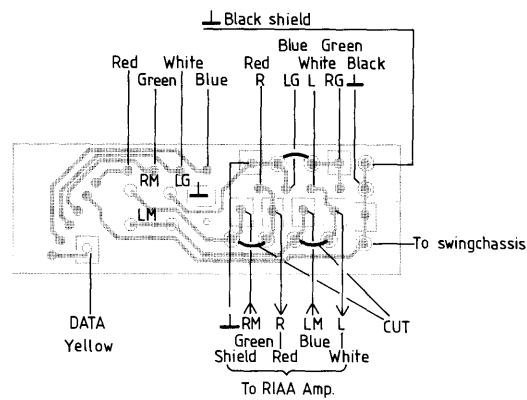 ⊥ Black shield
Blue Green
Red White Red White Black
Green Blue R LG L RG ⊥
RM LG
⊥
LM
To swingchassis
DATA
Yellow
⊥ RM R LM L
CUT
Green Blue
Shield Red White
To RIAA Amp.